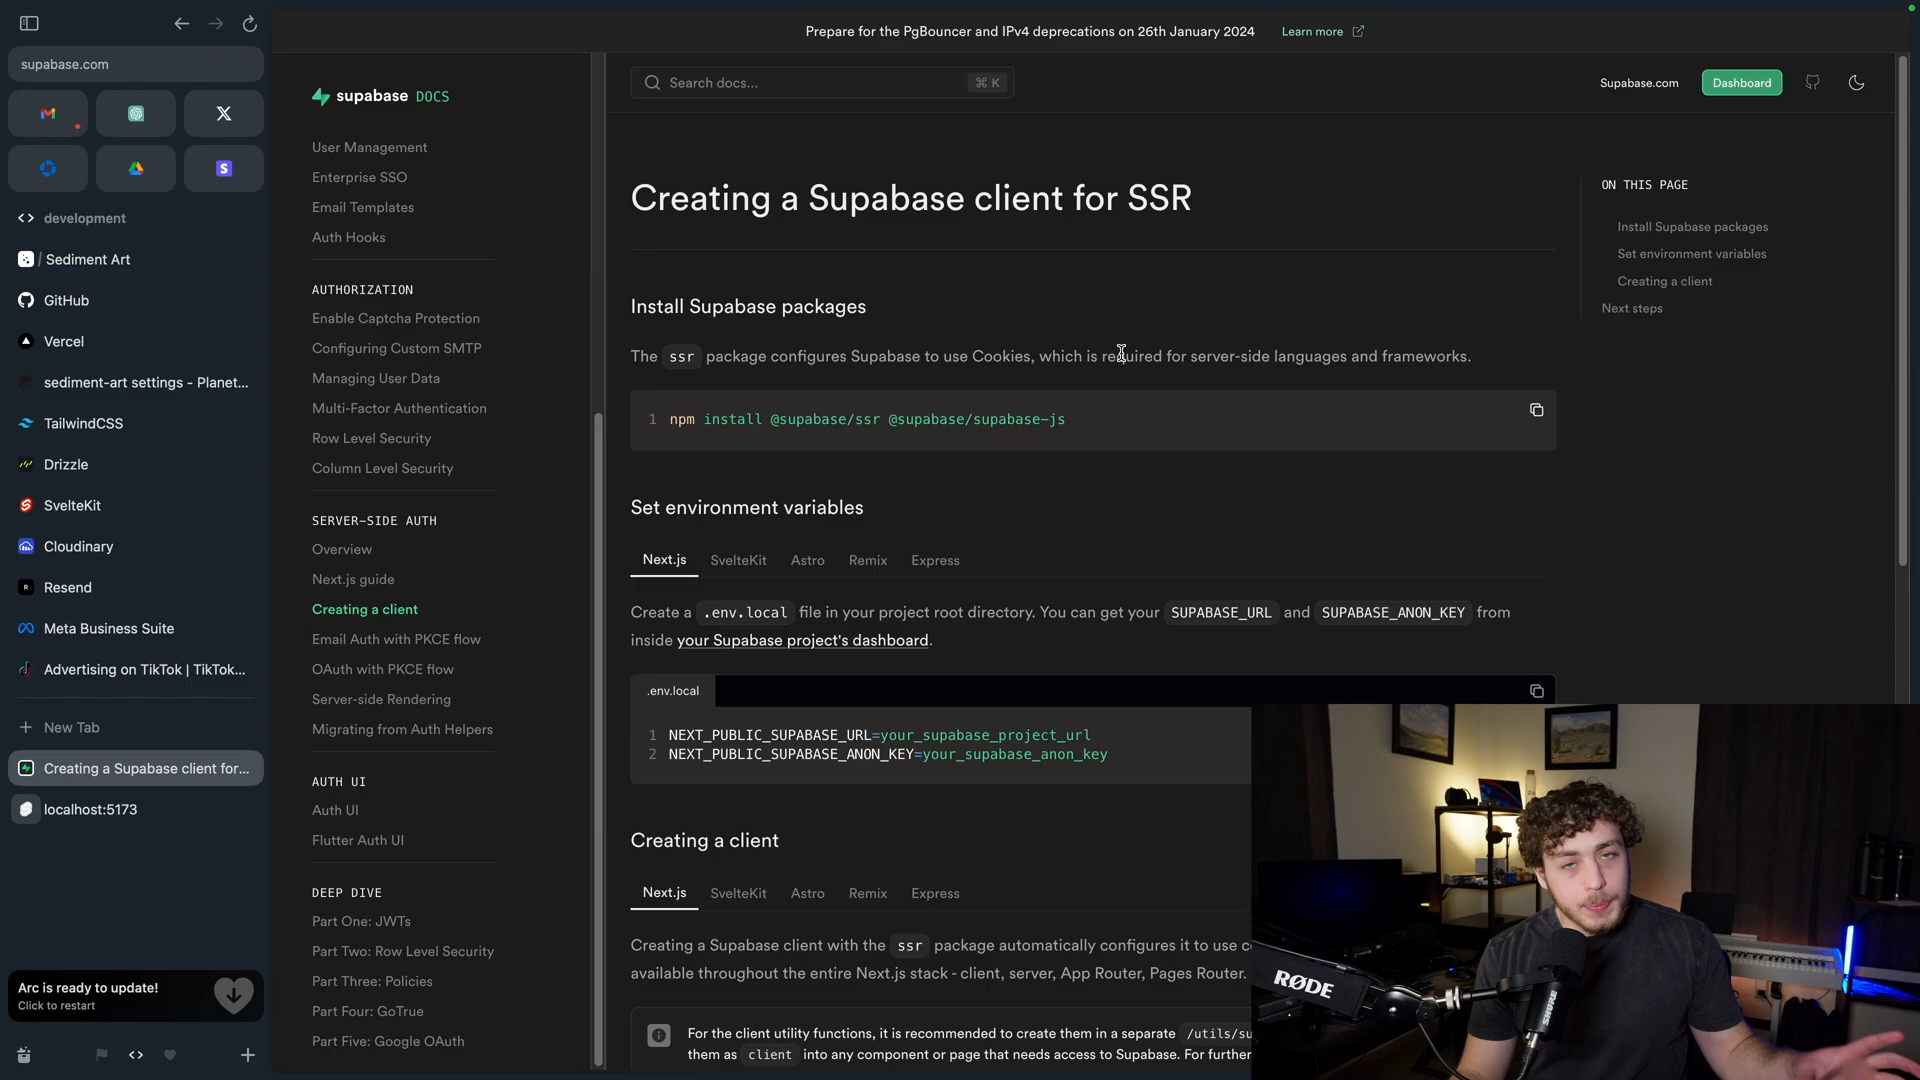 supabase.com
development
/ Sediment Art
GitHub
Vercel
sediment-art settings - Planet...
TailwindCSS
Drizzle
SvelteKit
Cloudinary
Resend
Meta Business Suite
Advertising on TikTok | TikTok...
New Tab
Creating a Supabase client for...
localhost:5173
Arc is ready to update!
Click to restart
Prepare for the PgBouncer and IPv4 deprecations on 26th January 2024 Learn more
supabase DOCS
Search docs... ⌘ K
Supabase.com
Dashboard
User Management
Enterprise SSO
Email Templates
Auth Hooks
AUTHORIZATION
Enable Captcha Protection
Configuring Custom SMTP
Managing User Data
Multi-Factor Authentication
Row Level Security
Column Level Security
SERVER-SIDE AUTH
Overview
Next.js guide
Creating a client
Email Auth with PKCE flow
OAuth with PKCE flow
Server-side Rendering
Migrating from Auth Helpers
AUTH UI
Auth UI
Flutter Auth UI
DEEP DIVE
Part One: JWTs
Part Two: Row Level Security
Part Three: Policies
Part Four: GoTrue
Part Five: Google OAuth
Creating a Supabase client for SSR
Install Supabase packages
The ssr package configures Supabase to use Cookies, which is required for server-side languages and frameworks.
1 npm install @supabase/ssr @supabase/supabase-js
Set environment variables
Next.js SvelteKit Astro Remix Express
Create a .env.local file in your project root directory. You can get your SUPABASE_URL and SUPABASE_ANON_KEY from
inside your Supabase project's dashboard.
.env.local
1 NEXT_PUBLIC_SUPABASE_URL=your_supabase_project_url
2 NEXT_PUBLIC_SUPABASE_ANON_KEY=your_supabase_anon_key
Creating a client
Next.js SvelteKit Astro Remix Express
Creating a Supabase client with the ssr package automatically configures it to use c
available throughout the entire Next.js stack - client, server, App Router, Pages Router.
For the client utility functions, it is recommended to create them in a separate /utils/su
them as client into any component or page that needs access to Supabase. For further
ON THIS PAGE
Install Supabase packages
Set environment variables
Creating a client
Next steps
RØDE
SHURE